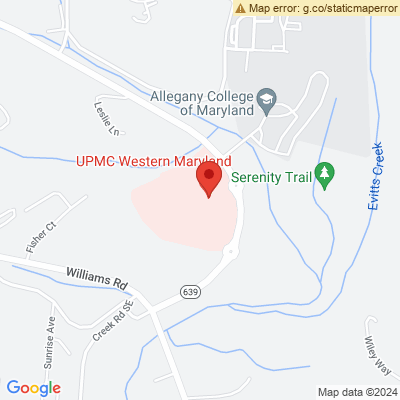 Map error: g.co/staticmaperror
Allegany College
of Maryland
Leslie Ln
UPMC Western Maryland
Serenity Trail
Evitts Creek
Fisher Ct
Williams Rd
639
Creek Rd SE
Sunrise Ave
Wiley Way
Google
Map data ©2024